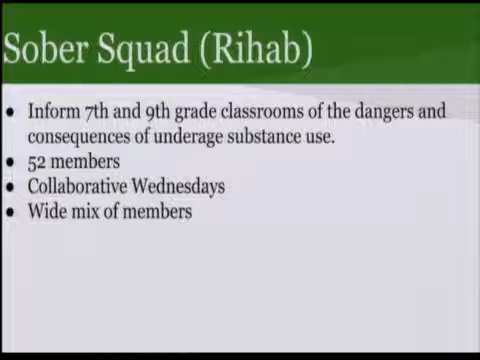 Sober Squad (Rihab)
● Inform 7th and 9th grade classrooms of the dangers and
consequences of underage substance use.
● 52 members
● Collaborative Wednesdays
● Wide mix of members